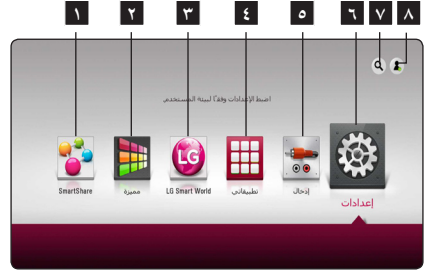 ١ ٢ ٣ ٤ ٥ ٦ ٧ ٨
اضبط الإعدادات وفقًا لبيئة المستخدم.
SmartShare مميزة LG Smart World تطبيقاتي إدخال
LG
إعدادات